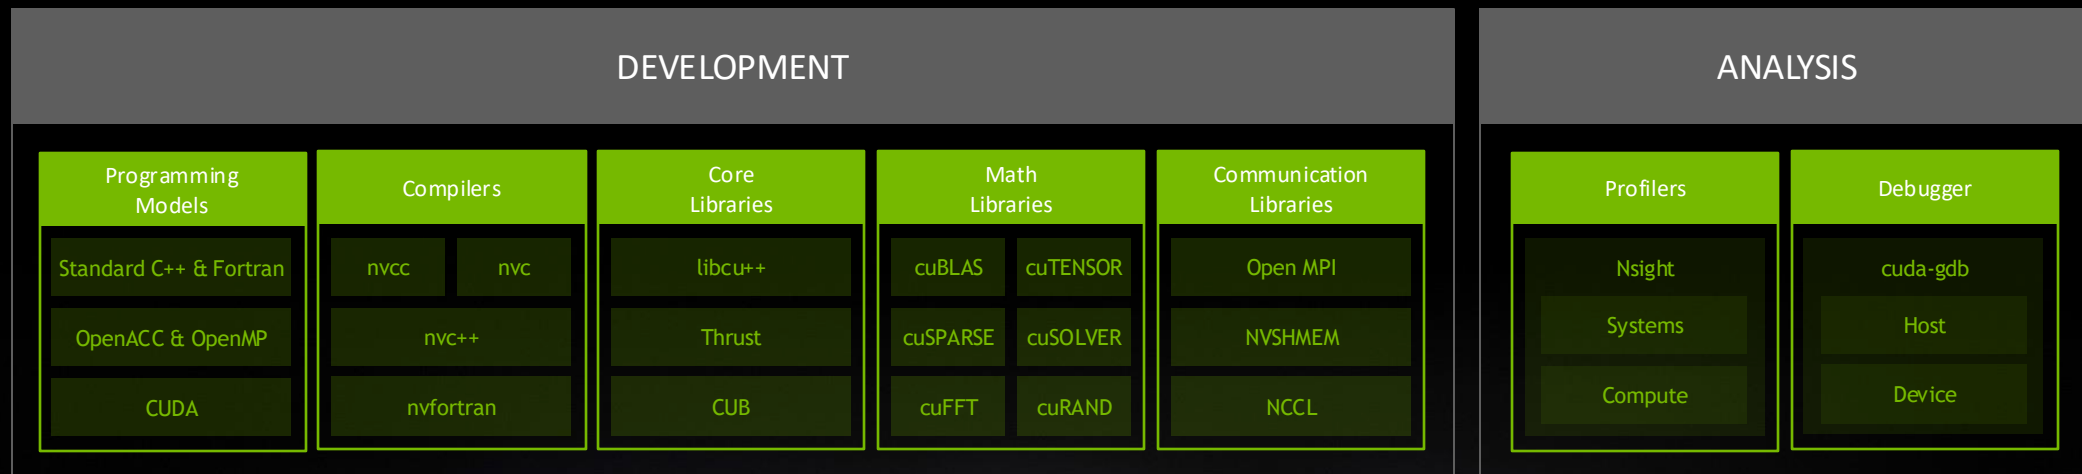 DEVELOPMENT
Programming
Models
Standard C++ & Fortran
OpenACC & OpenMP
CUDA
Compilers
nvcc
nvc
nvc++
nvfortran
Core
Libraries
libcu++
Thrust
CUB
Math
Libraries
cuBLAS
cuTENSOR
cuSPARSE
cuSOLVER
cuFFT
cuRAND
Communication
Libraries
Open MPI
NVSHMEM
NCCL
ANALYSIS
Profilers
Nsight
Systems
Compute
Debugger
cuda-gdb
Host
Device